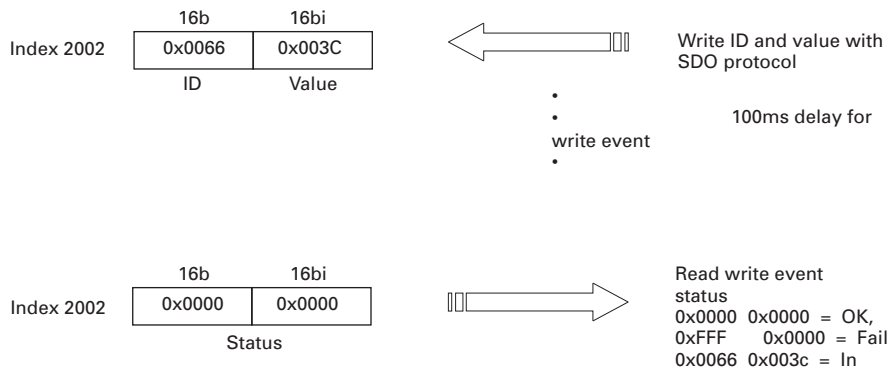 16b 16bi
Index 2002 0x0066 0x003C
ID Value
Write ID and value with
SDO protocol
•
• 100ms delay for
write event
•
16b 16bi
Index 2002 0x0000 0x0000
Status
Read write event
status
0x0000 0x0000 = OK,
0xFFF 0x0000 = Fail
0x0066 0x003c = In